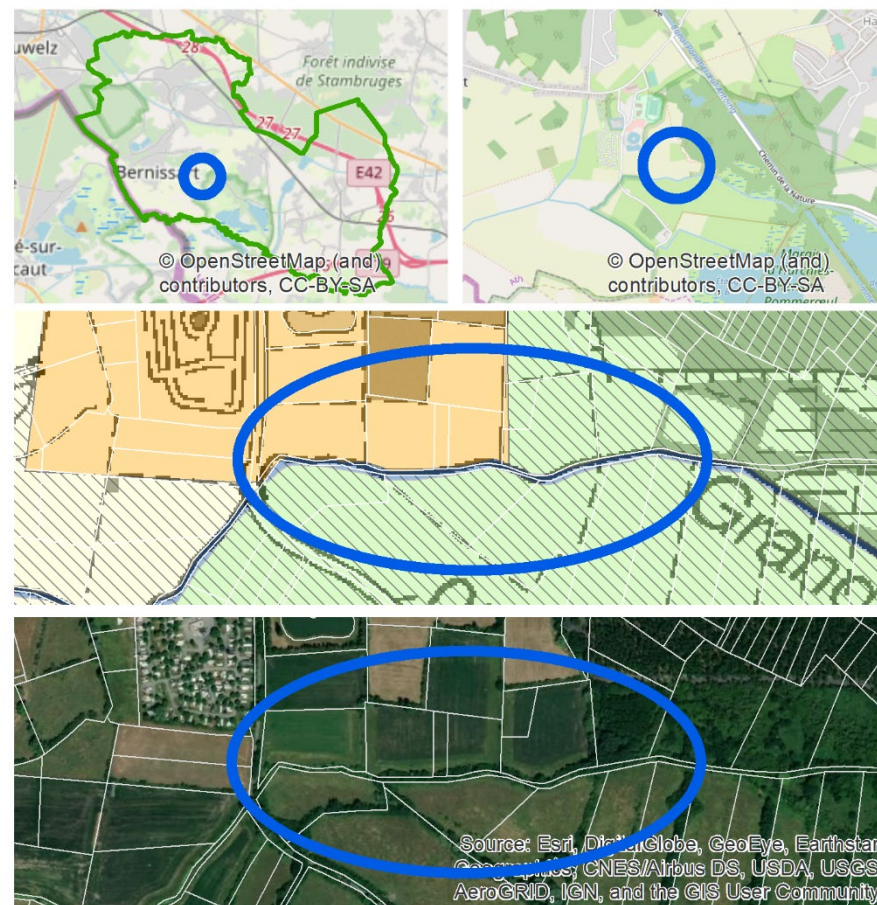 uwelz
28
Forêt indivise
de Stambruges
27
27
Bernissart
E42
é-sur-
caut
© OpenStreetMap (and)
contributors, CC-BY-SA
Chemin de la Nature
Ath
© OpenStreetMap (and)
contributors, CC-BY-SA
Grand
Source: Esri, DigitalGlobe, GeoEye, Earthstar
Geographics, CNES/Airbus DS, USDA, USGS
AeroGRID, IGN, and the GIS User Community